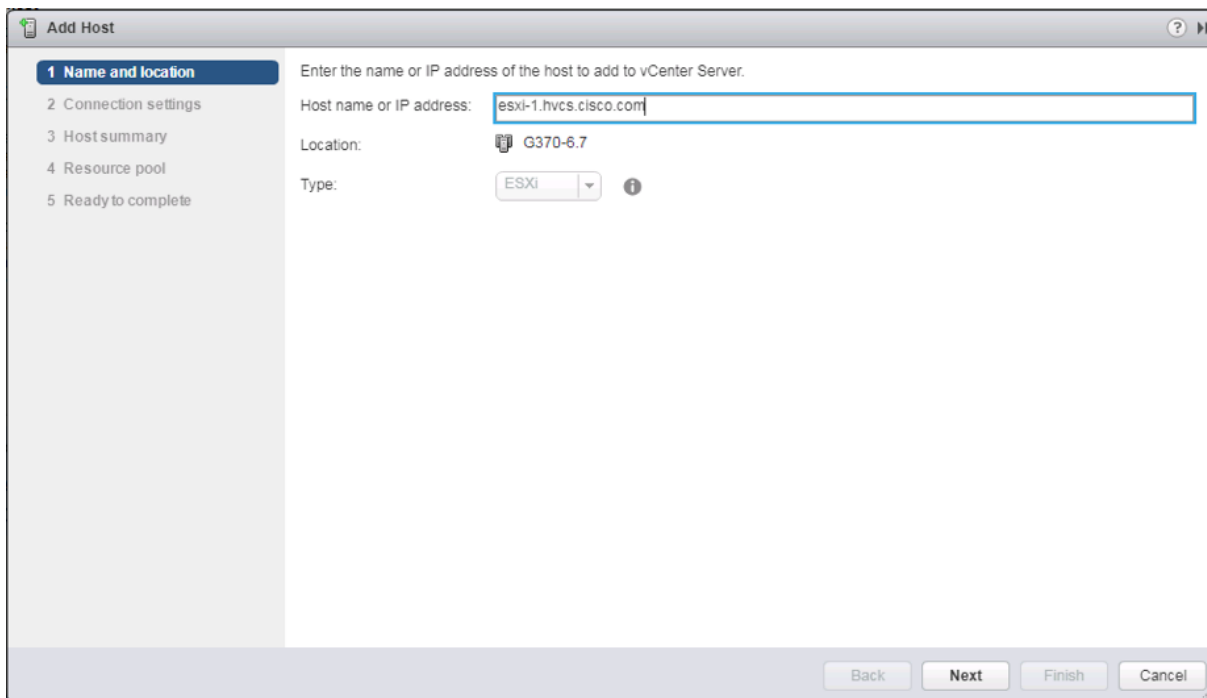 Add Host
1 Name and location
2 Connection settings
3 Host summary
4 Resource pool
5 Ready to complete
Enter the name or IP address of the host to add to vCenter Server.
Host name or IP address: esxi-1.hvcs.cisco.com
Location: G370-6.7
Type: ESXi
Back Next Finish Cancel